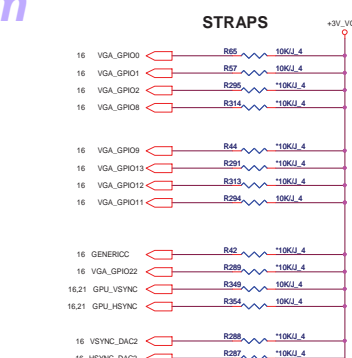 STRAPS
+3V_VG
16 VGA_GPIO0 R65 10K/J_4
16 VGA_GPIO1 R57 10K/J_4
16 VGA_GPIO2 R295 *10K/J_4
16 VGA_GPIO8 R314 *10K/J_4
16 VGA_GPIO9 R44 *10K/J_4
16 VGA_GPIO13 R291 *10K/J_4
16 VGA_GPIO12 R313 *10K/J_4
16 VGA_GPIO11 R294 10K/J_4
16 GENERICC R42 *10K/J_4
16 VGA_GPIO22 R289 *10K/J_4
16,21 GPU_VSYNC R349 *10K/J_4
16,21 GPU_HSYNC R354 *10K/J_4
16 VSYNC_DAC2 R288 *10K/J_4
16 HSYNC_DAC2 R287 *10K/J_4